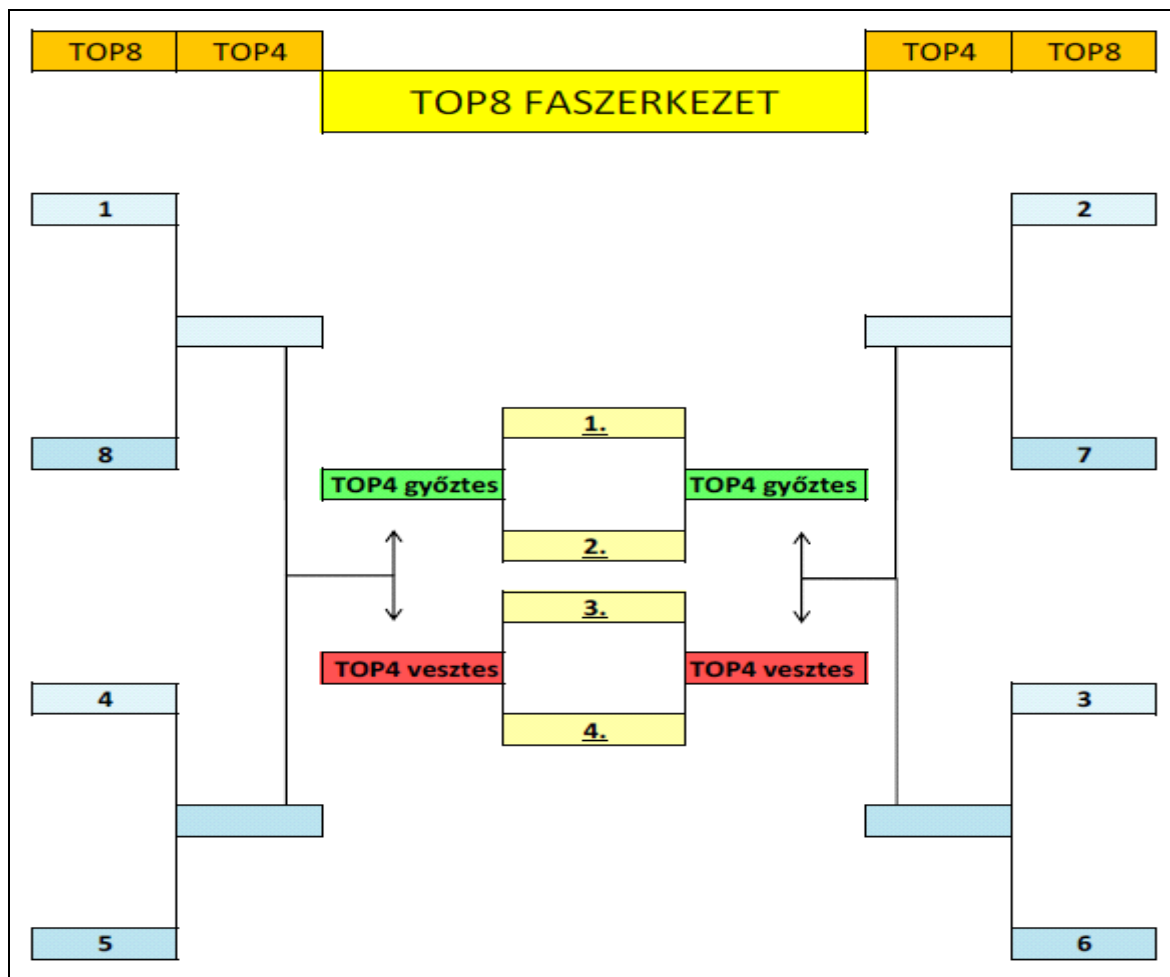 TOP8 TOP4 TOP4 TOP8
TOP8 FASZERKEZET
1 2
1.
8 7
TOP4 győztes TOP4 győztes
2.
3.
TOP4 vesztes TOP4 vesztes
4 3
4.
5 6